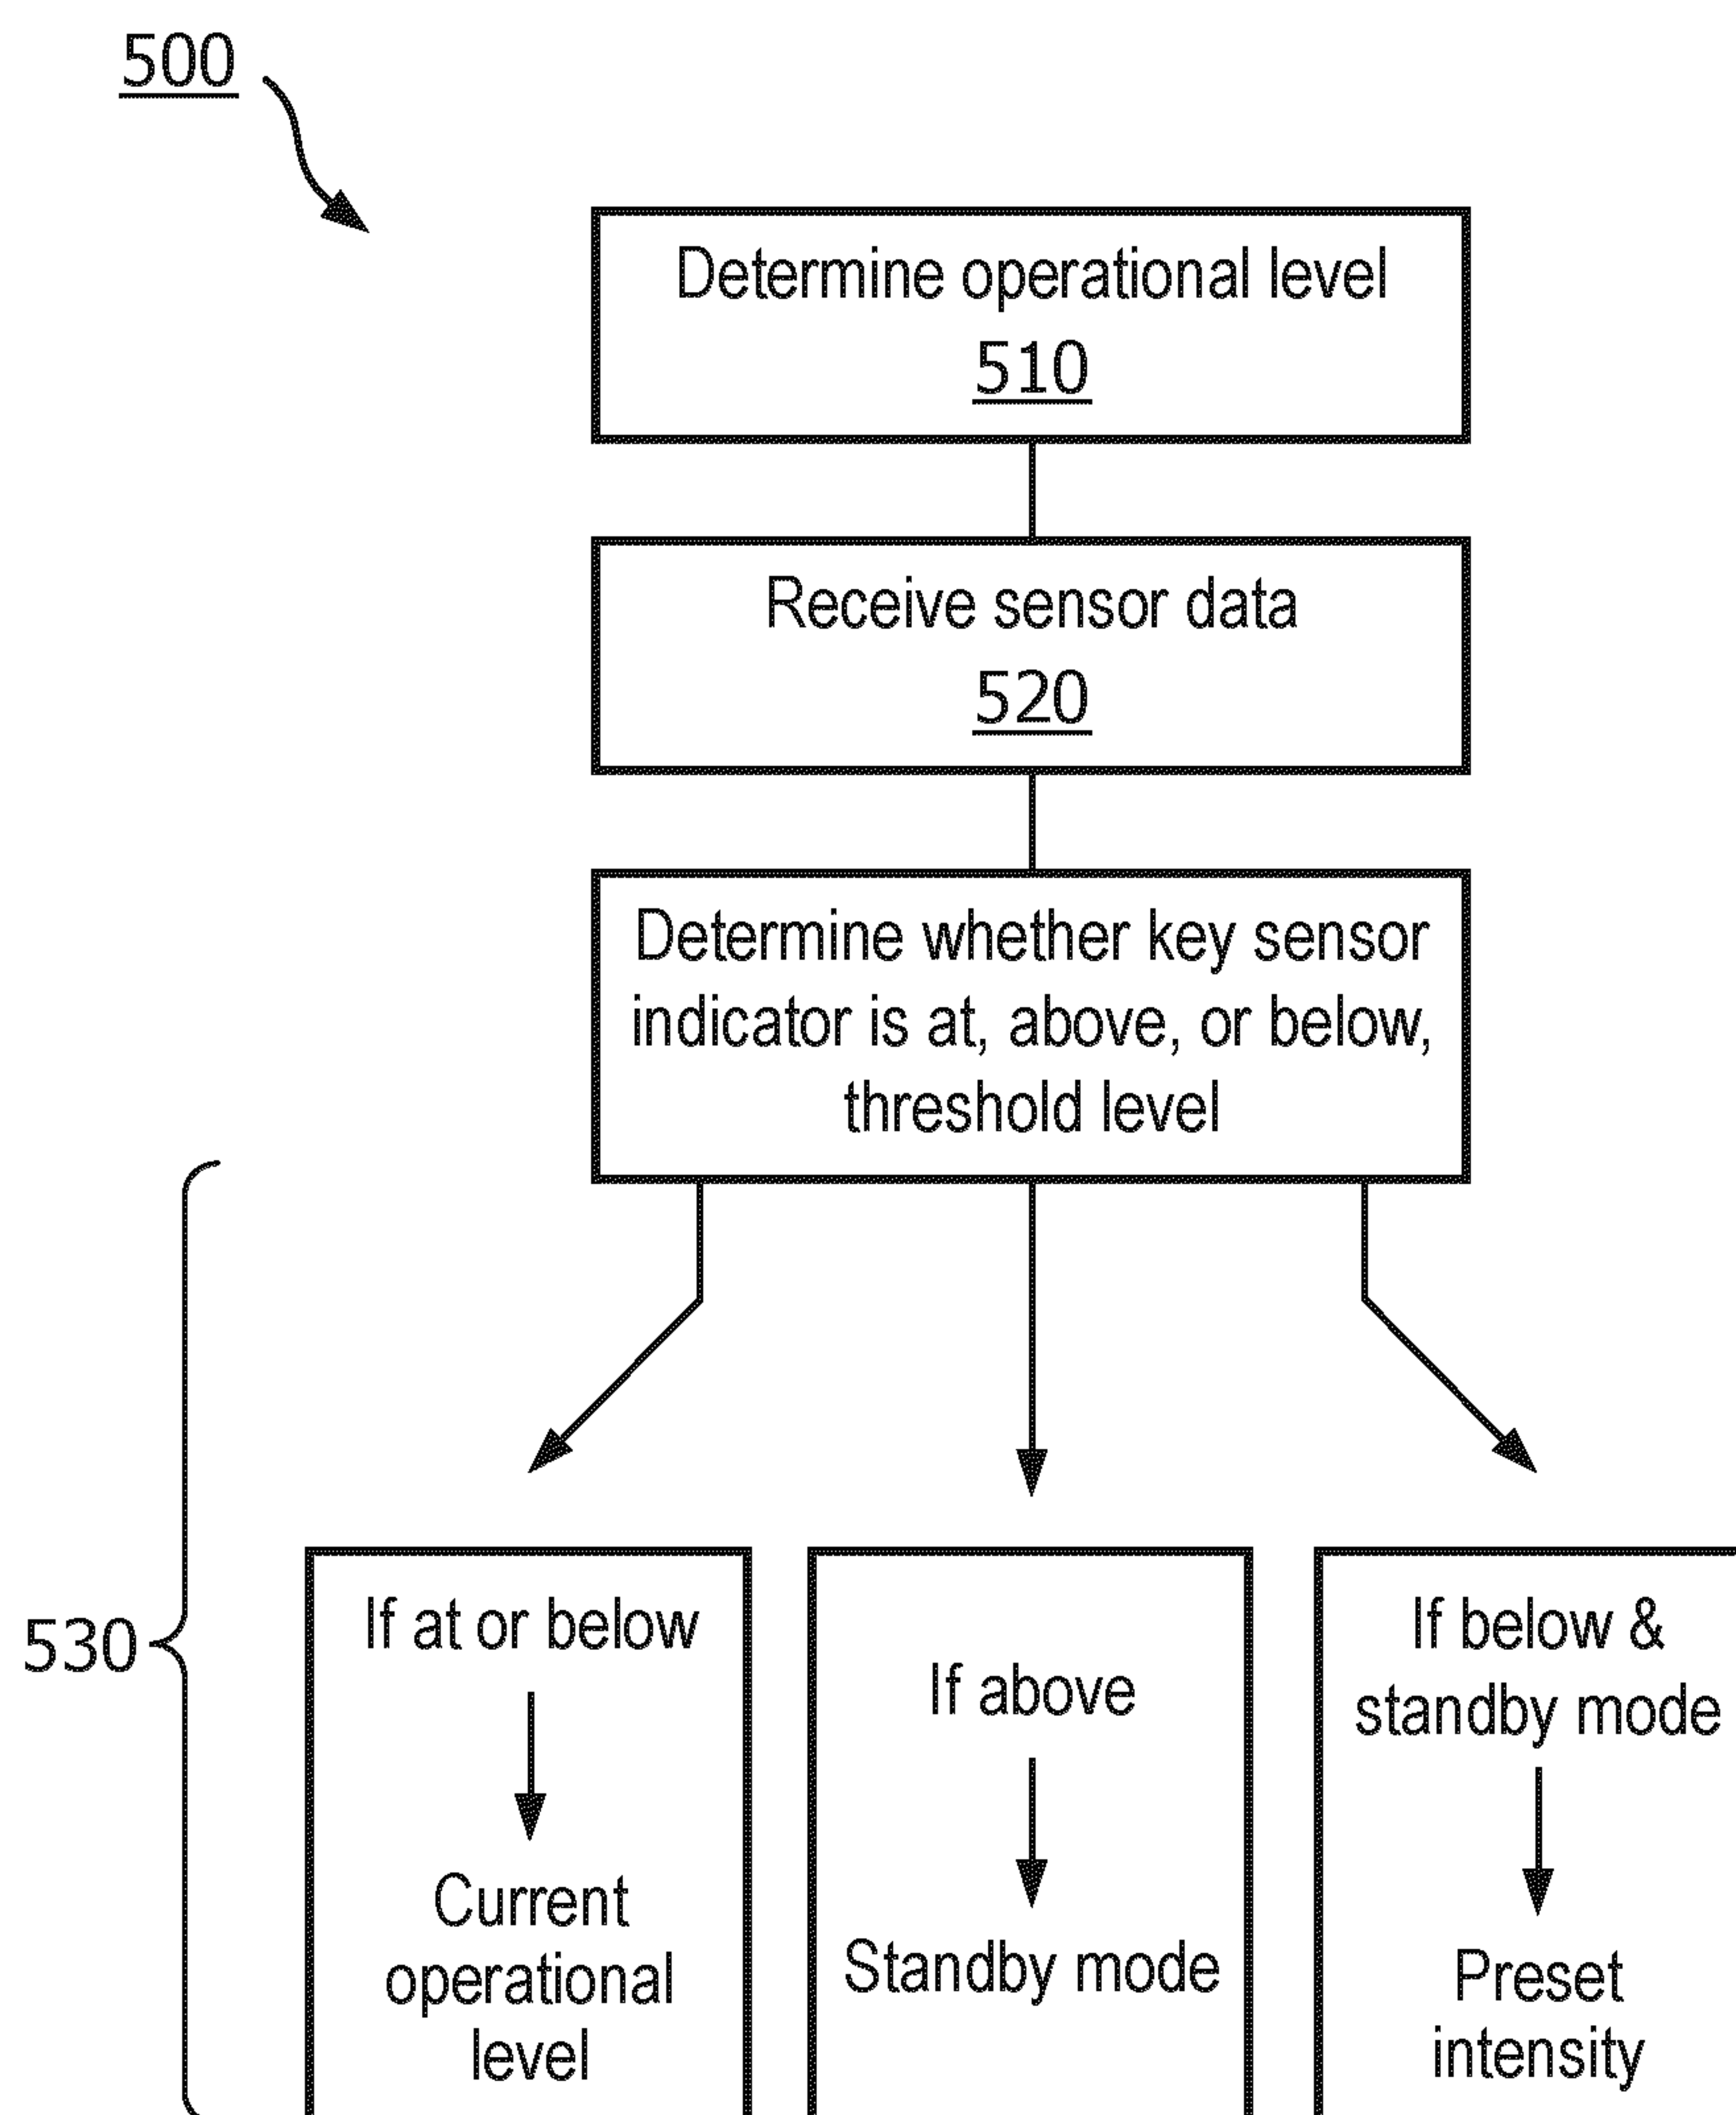 500
Determine operational level
510
Receive sensor data
520
Determine whether key sensor
indicator is at, above, or below,
threshold level
530
If at or below
Current
operational
level
If above
Standby mode
If below &
standby mode
Preset
intensity